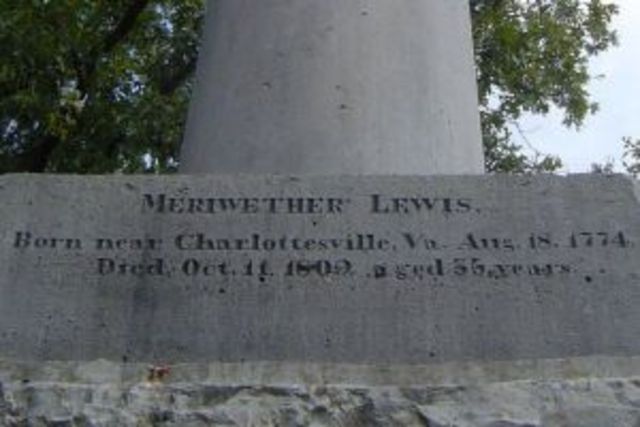 MERIWETHER LEWIS.
Born near Charlottesville, Va. Aug. 18. 1774
Died, Oct. 11. 1809. aged 35, years.